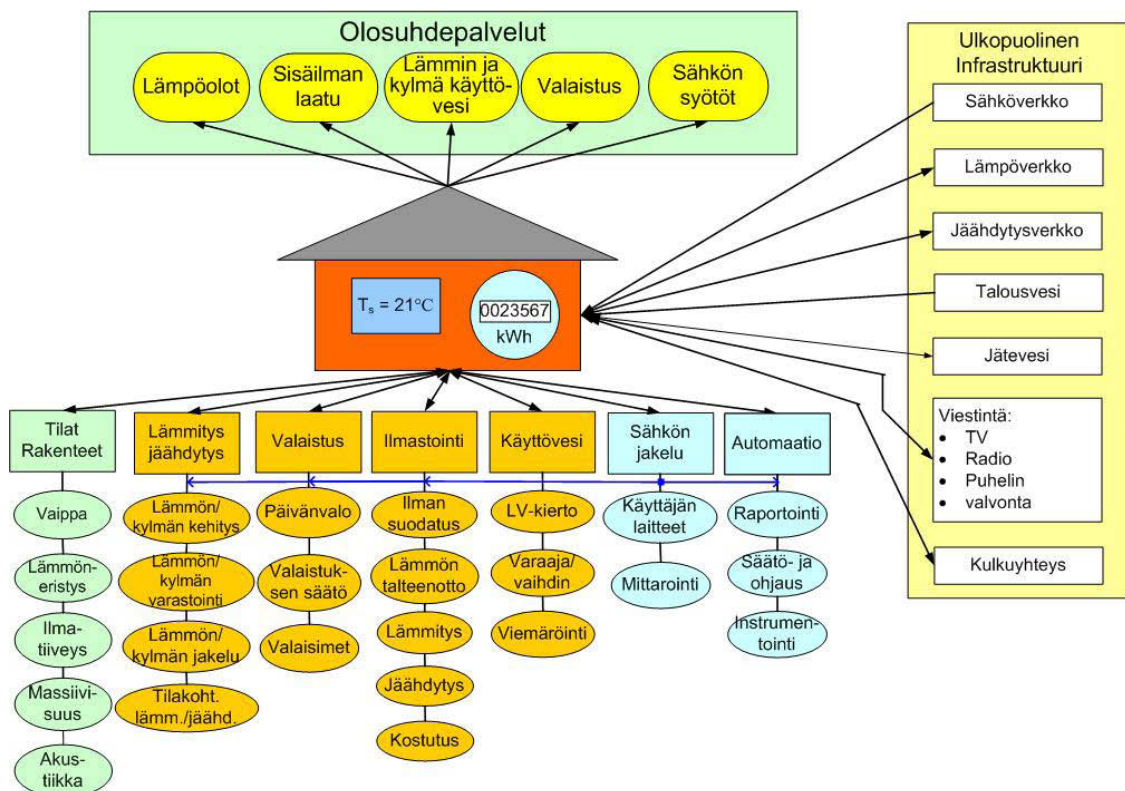 Olosuhdepalvelut
Lämpöolot
Sisäilman
laatu
Lämmin ja
kylmä käyttö-
vesi
Valaistus
Sähkön
syötöt
Ulkopuolinen
Infrastruktuuri
Sähköverkko
Lämpöverkko
Jäähdytysverkko
Talousvesi
Jätevesi
Viestintä:
• TV
• Radio
• Puhelin
• valvonta
Kulkuyhteys
Ts = 21°C
0023567
kWh
Tilat
Rakenteet
Vaippa
Lämmön-
eristys
Ilma-
tiiveys
Massiivi-
suus
Akus-
tiikka
Lämmitys
jäähdytys
Lämmön/
kylmän kehitys
Lämmön/
kylmän
varastointi
Lämmön/
kylmän jakelu
Tilakoht.
lämm./jäähd.
Valaistus
Päivänvalo
Valaistuk-
sen säätö
Valaisimet
Ilmastointi
Ilman
suodatus
Lämmön
talteenotto
Lämmitys
Jäähdytys
Kostutus
Käyttövesi
LV-kierto
Varaaja/
vaihdin
Viemäröinti
Sähkön
jakelu
Käyttäjän
laitteet
Mittarointi
Automaatio
Raportointi
Säätö- ja
ohjaus
Instrumen-
tointi